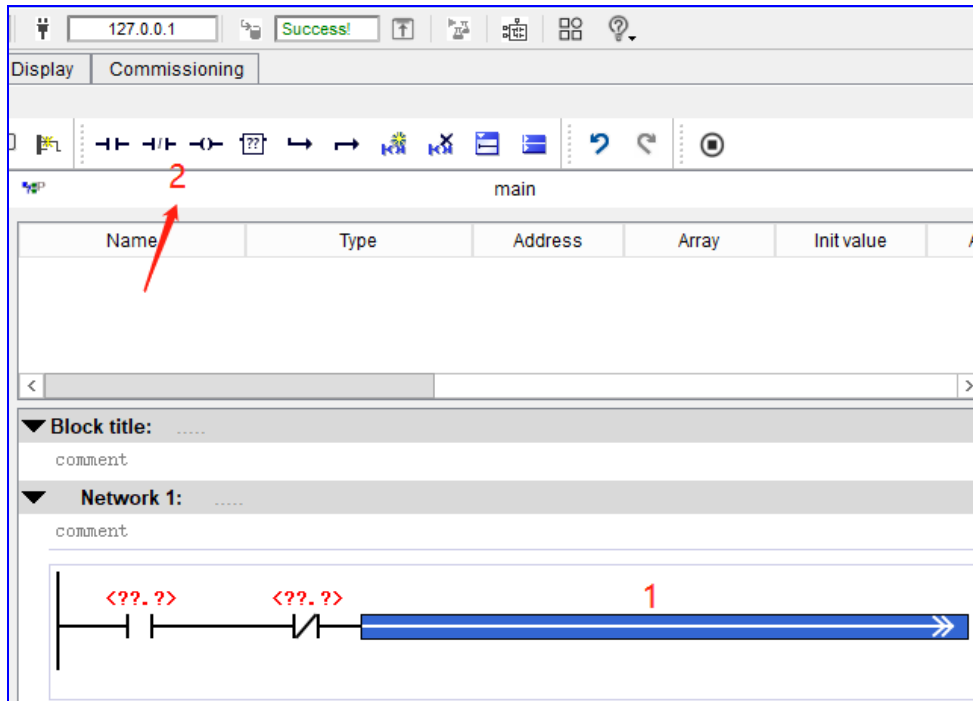 127.0.0.1 Success!
Display Commissioning
??
2
P main
Name Type Address Array Init value
Block title: .....
comment
Network 1: .....
comment
<??.?> <??.?> 1